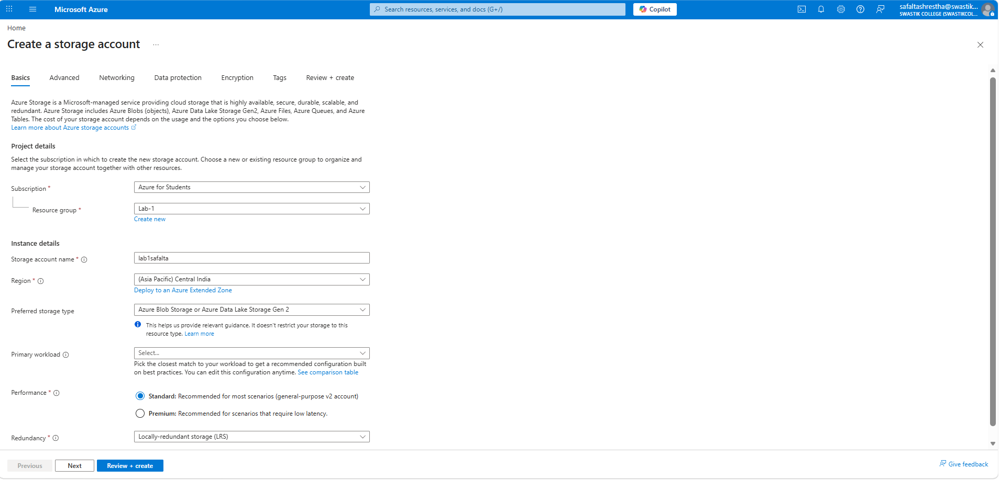 Microsoft Azure
Search resources, services, and docs (G+/)
Copilot
safaltashrestha@swastik...
SWASTIK COLLEGE (SWASTIKCOL...
Home
Create a storage account ...
Basics Advanced Networking Data protection Encryption Tags Review + create
Azure Storage is a Microsoft-managed service providing cloud storage that is highly available, secure, durable, scalable, and
redundant. Azure Storage includes Azure Blobs (objects), Azure Data Lake Storage Gen2, Azure Files, Azure Queues, and Azure
Tables. The cost of your storage account depends on the usage and the options you choose below.
Learn more about Azure storage accounts
Project details
Select the subscription in which to create the new storage account. Choose a new or existing resource group to organize and
manage your storage account together with other resources.
Subscription *
Azure for Students
Resource group *
Lab-1
Create new
Instance details
Storage account name *
lab1safalta
Region *
(Asia Pacific) Central India
Deploy to an Azure Extended Zone
Preferred storage type
Azure Blob Storage or Azure Data Lake Storage Gen 2
This helps us provide relevant guidance. It doesn't restrict your storage to this
resource type. Learn more
Primary workload
Select...
Pick the closest match to your workload to get a recommended configuration built
on best practices. You can edit this configuration anytime. See comparison table
Performance *
Standard: Recommended for most scenarios (general-purpose v2 account)
Premium: Recommended for scenarios that require low latency.
Redundancy *
Locally-redundant storage (LRS)
Previous
Next
Review + create
Give feedback